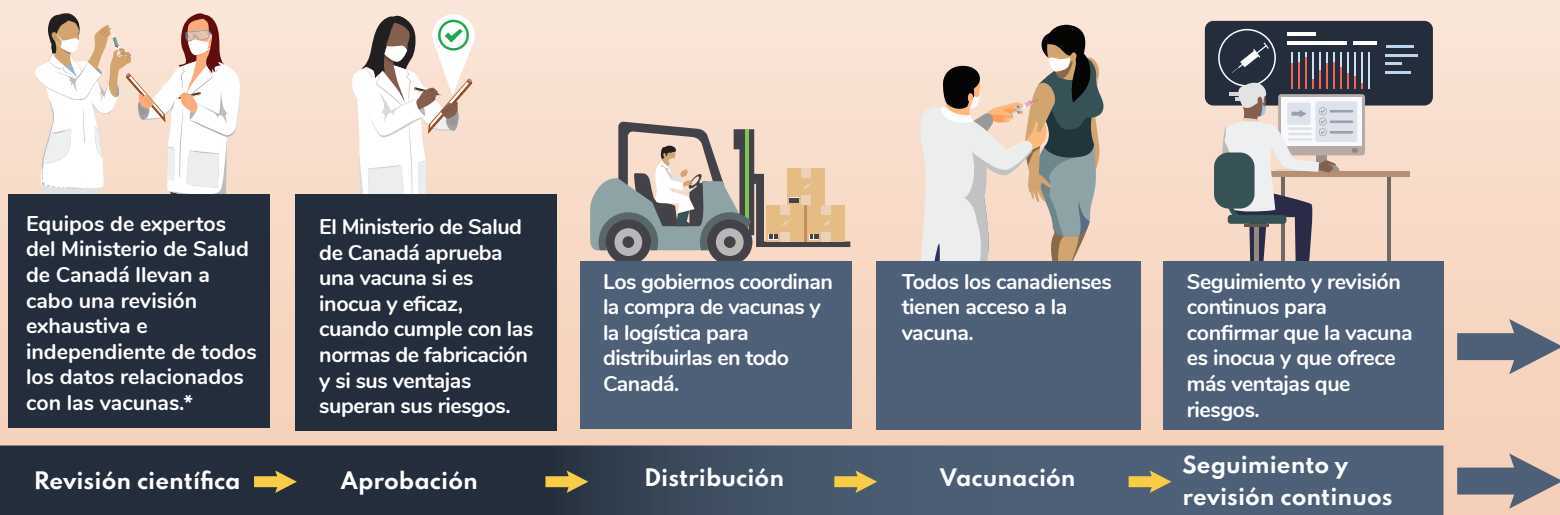 Equipos de expertos
del Ministerio de Salud
de Canadá llevan a
cabo una revisión
exhaustiva e
independiente de todos
los datos relacionados
con las vacunas.*
El Ministerio de Salud
de Canadá aprueba
una vacuna si es
inocua y eficaz,
cuando cumple con las
normas de fabricación
y si sus ventajas
superan sus riesgos.
Los gobiernos coordinan
la compra de vacunas y
la logística para
distribuirlas en todo
Canadá.
Todos los canadienses
tienen acceso a la
vacuna.
Seguimiento y revisión
continuos para
confirmar que la vacuna
es inocua y que ofrece
más ventajas que
riesgos.
Revisión científica
Aprobación
Distribución
Vacunación
Seguimiento y
revisión continuos